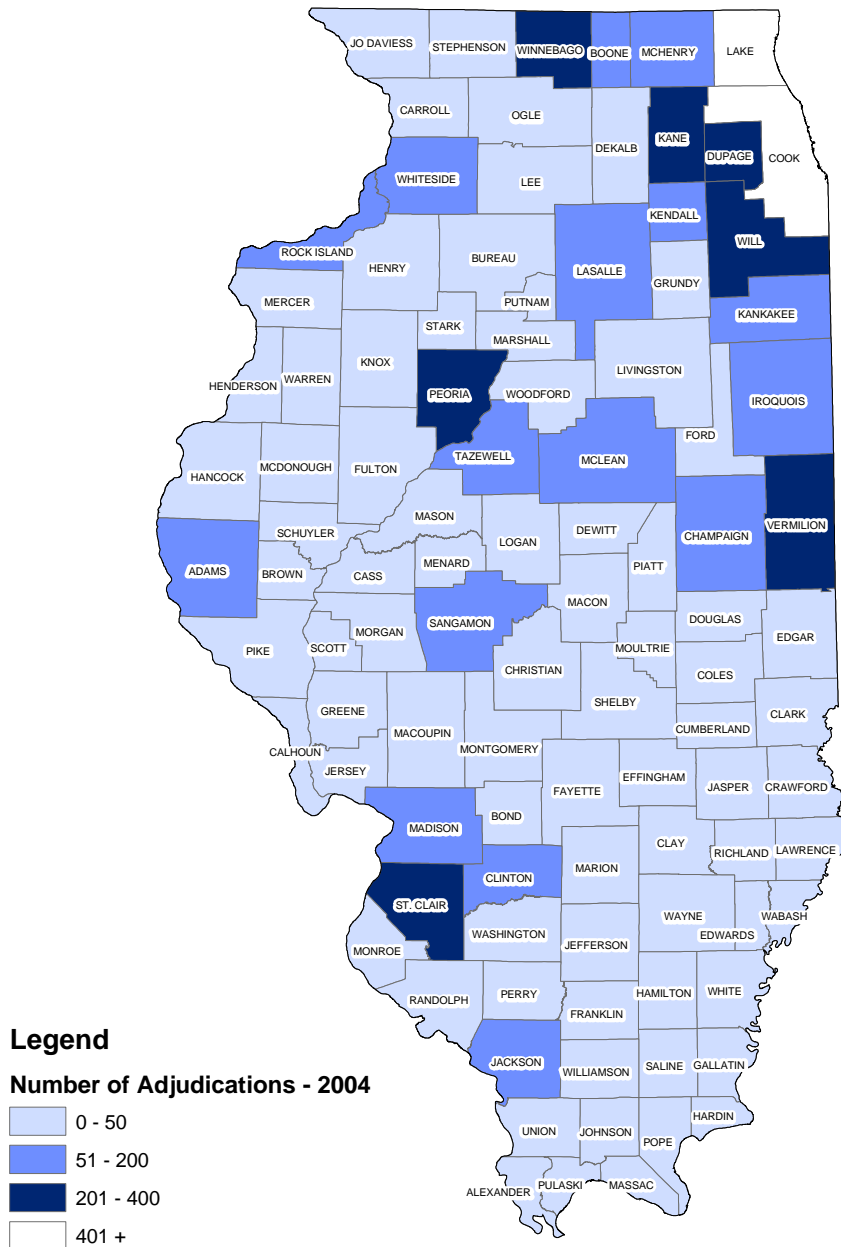 JO DAVIESS
STEPHENSON
WINNEBAGO
BOONE
MCHENRY
LAKE
CARROLL
OGLE
DEKALB
KANE
DUPAGE
COOK
WHITESIDE
LEE
KENDALL
WILL
ROCK ISLAND
HENRY
BUREAU
LASALLE
GRUNDY
MERCER
PUTNAM
KANKAKEE
STARK
MARSHALL
KNOX
WARREN
HENDERSON
PEORIA
WOODFORD
LIVINGSTON
IROQUOIS
FORD
TAZEWELL
MCLEAN
HANCOCK
MCDONOUGH
FULTON
MASON
VERMILION
SCHUYLER
LOGAN
DEWITT
CHAMPAIGN
ADAMS
BROWN
CASS
MENARD
PIATT
MACON
SANGAMON
DOUGLAS
PIKE
SCOTT
MORGAN
MOULTRIE
EDGAR
CHRISTIAN
COLES
SHELBY
GREENE
MACOUPIN
CUMBERLAND
CLARK
CALHOUN
MONTGOMERY
JERSEY
FAYETTE
EFFINGHAM
JASPER
CRAWFORD
MADISON
BOND
CLAY
RICHLAND
LAWRENCE
MARION
CLINTON
ST. CLAIR
WAYNE
WABASH
EDWARDS
WASHINGTON
JEFFERSON
MONROE
RANDOLPH
PERRY
HAMILTON
WHITE
FRANKLIN
JACKSON
WILLIAMSON
SALINE
GALLATIN
HARDIN
UNION
JOHNSON
POPE
ALEXANDER
PULASKI
MASSAC
Legend
Number of Adjudications - 2004
0 - 50
51 - 200
201 - 400
401 +